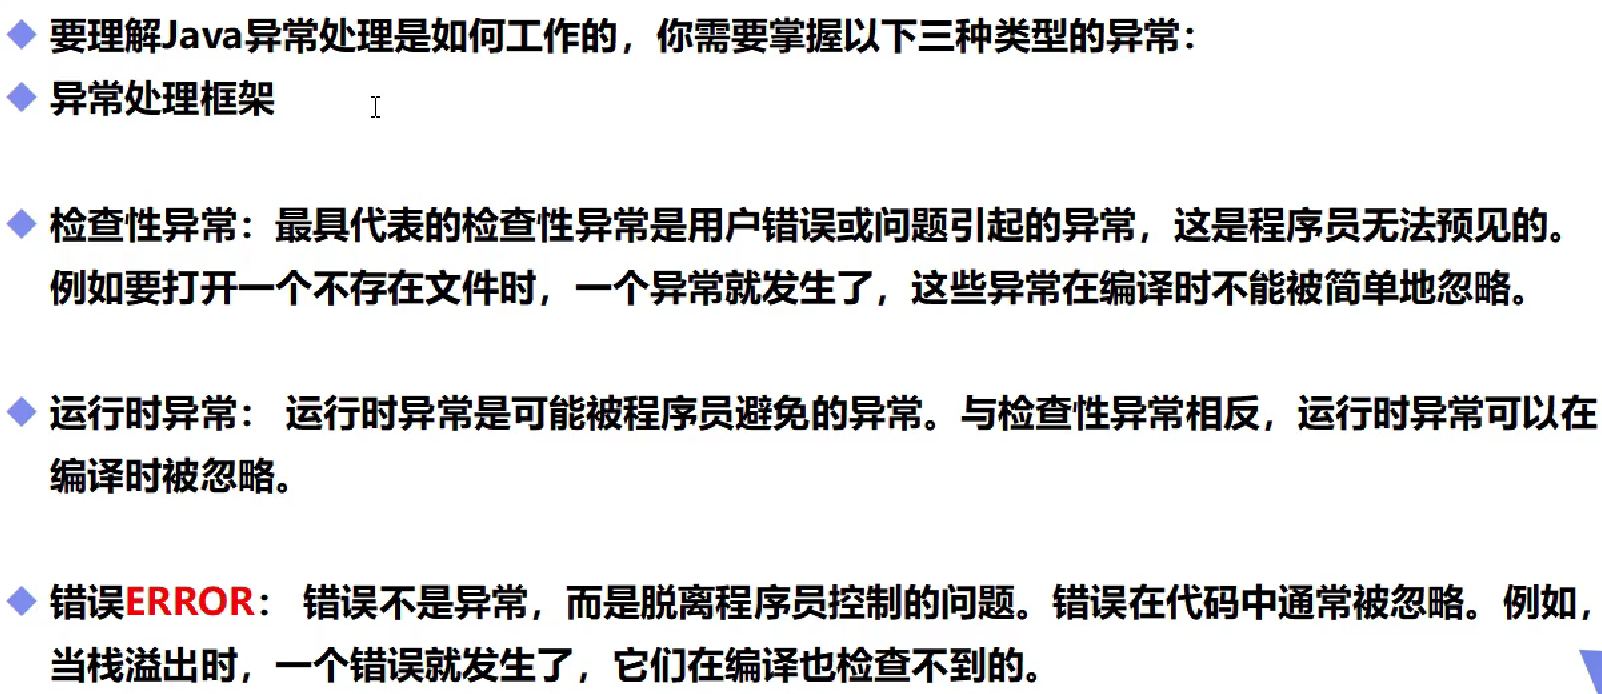 要理解Java异常处理是如何工作的，你需要掌握以下三种类型的异常：
异常处理框架
检查性异常：最具代表的检查性异常是用户错误或问题引起的异常，这是程序员无法预见的。
例如要打开一个不存在文件时，一个异常就发生了，这些异常在编译时不能被简单地忽略。
运行时异常： 运行时异常是可能被程序员避免的异常。与检查性异常相反，运行时异常可以在
编译时被忽略。
错误ERROR： 错误不是异常，而是脱离程序员控制的问题。错误在代码中通常被忽略。例如，
当栈溢出时，一个错误就发生了，它们在编译也检查不到的。